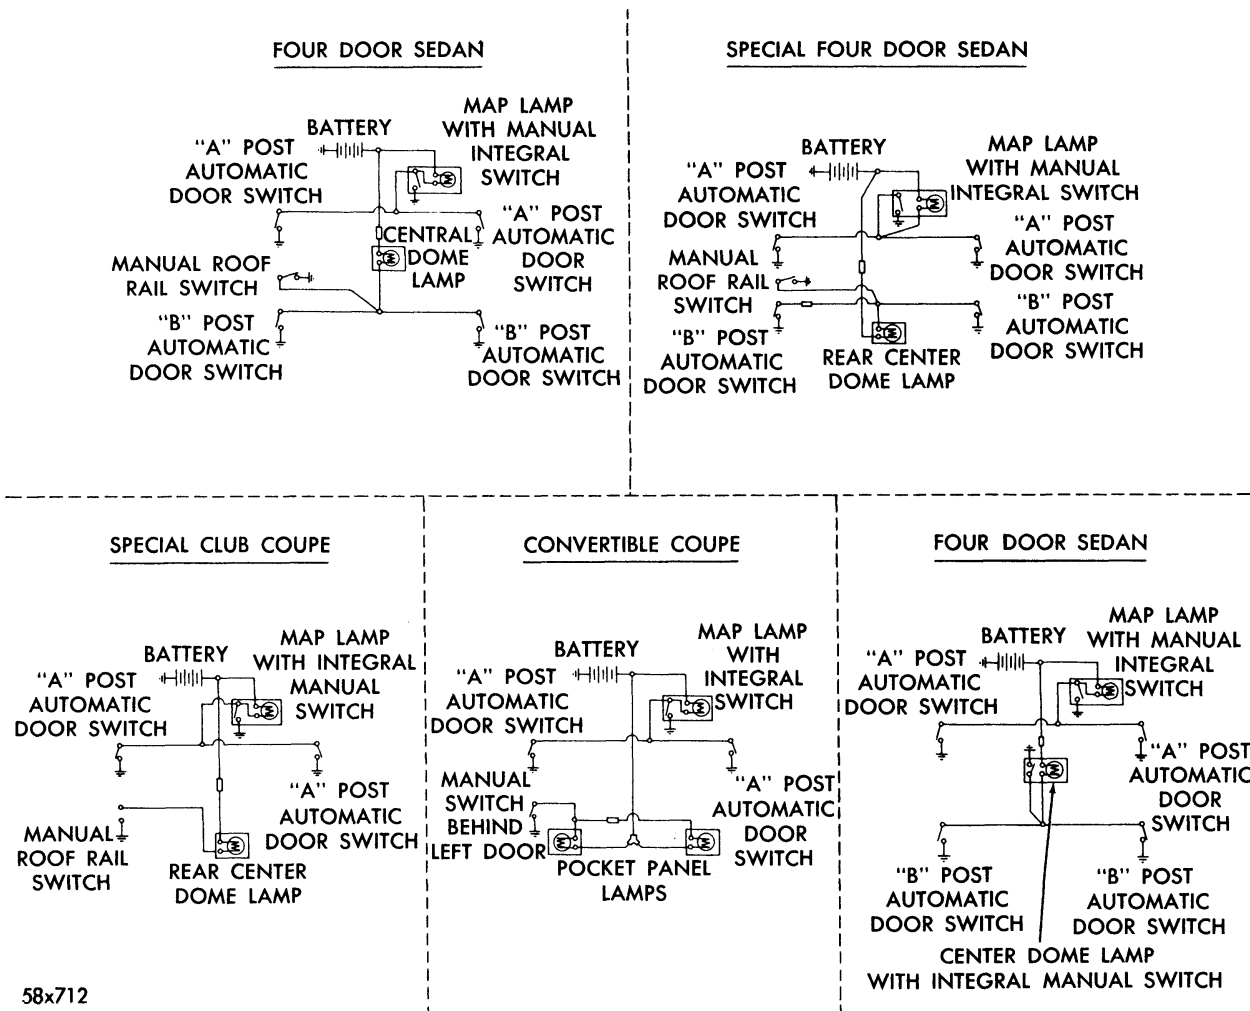 FOUR DOOR SEDAN
BATTERY
MAP LAMP
WITH MANUAL
INTEGRAL
SWITCH
"A" POST
AUTOMATIC
DOOR SWITCH
"A" POST
AUTOMATIC
DOOR
SWITCH
CENTRAL
DOME
LAMP
MANUAL ROOF
RAIL SWITCH
"B" POST
AUTOMATIC
DOOR SWITCH
"B" POST
AUTOMATIC
DOOR SWITCH
SPECIAL FOUR DOOR SEDAN
BATTERY
MAP LAMP
WITH MANUAL
INTEGRAL SWITCH
"A" POST
AUTOMATIC
DOOR SWITCH
"A" POST
AUTOMATIC
DOOR SWITCH
MANUAL
ROOF RAIL
SWITCH
"B" POST
AUTOMATIC
DOOR SWITCH
"B" POST
AUTOMATIC
DOOR SWITCH
REAR CENTER
DOME LAMP
SPECIAL CLUB COUPE
BATTERY
MAP LAMP
WITH INTEGRAL
MANUAL
SWITCH
"A" POST
AUTOMATIC
DOOR SWITCH
"A" POST
AUTOMATIC
DOOR SWITCH
MANUAL
ROOF RAIL
SWITCH
REAR CENTER
DOME LAMP
CONVERTIBLE COUPE
BATTERY
MAP LAMP
WITH
INTEGRAL
SWITCH
"A" POST
AUTOMATIC
DOOR SWITCH
"A" POST
AUTOMATIC
DOOR
SWITCH
MANUAL
SWITCH
BEHIND
LEFT DOOR
POCKET PANEL
LAMPS
FOUR DOOR SEDAN
BATTERY
MAP LAMP
WITH MANUAL
INTEGRAL
SWITCH
"A" POST
AUTOMATIC
DOOR SWITCH
"A" POST
AUTOMATIC
DOOR
SWITCH
"B" POST
AUTOMATIC
DOOR SWITCH
"B" POST
AUTOMATIC
DOOR SWITCH
CENTER DOME LAMP
WITH INTEGRAL MANUAL SWITCH
58x712